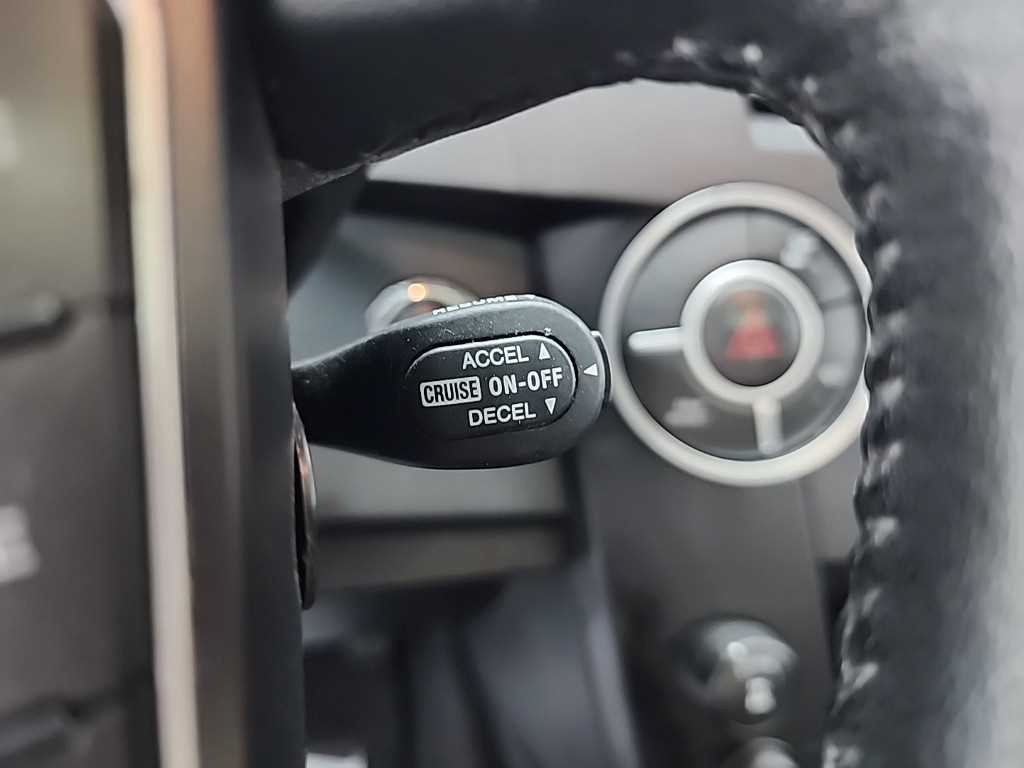 RESUME
ACCEL ▲
CRUISE ON-OFF ◀
DECEL ▼